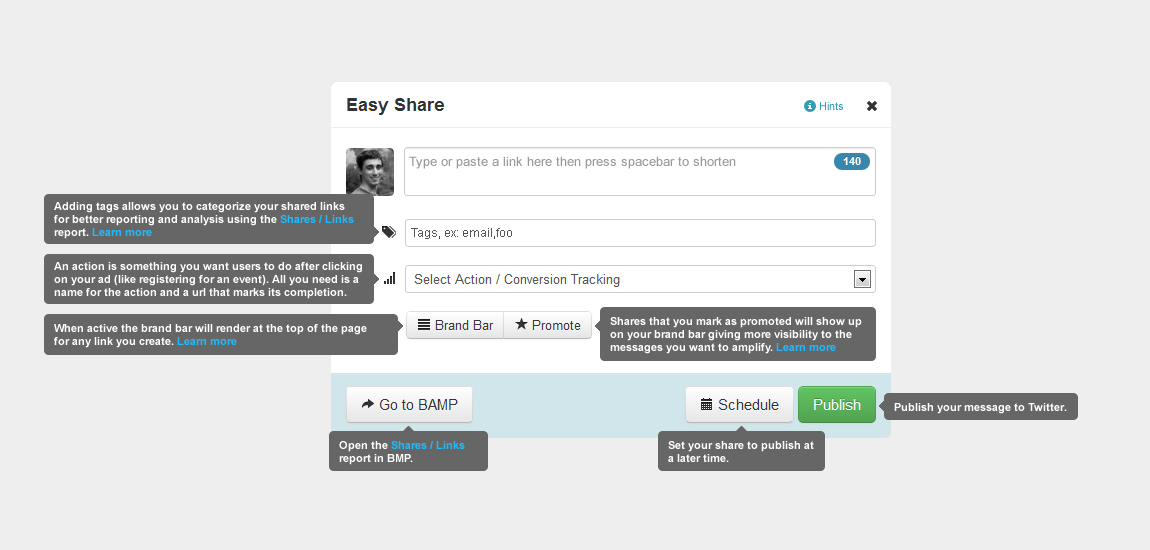 Easy Share
Hints
Type or paste a link here then press spacebar to shorten
140
Adding tags allows you to categorize your shared links
for better reporting and analysis using the Shares / Links
report. Learn more
Tags, ex: email,foo
An action is something you want users to do after clicking
on your ad (like registering for an event). All you need is a
name for the action and a url that marks its completion.
Select Action / Conversion Tracking
When active the brand bar will render at the top of the page
for any link you create. Learn more
Brand Bar
Promote
Shares that you mark as promoted will show up
on your brand bar giving more visibility to the
messages you want to amplify. Learn more
Go to BAMP
Schedule
Publish
Publish your message to Twitter.
Open the Shares / Links
report in BMP.
Set your share to publish at
a later time.